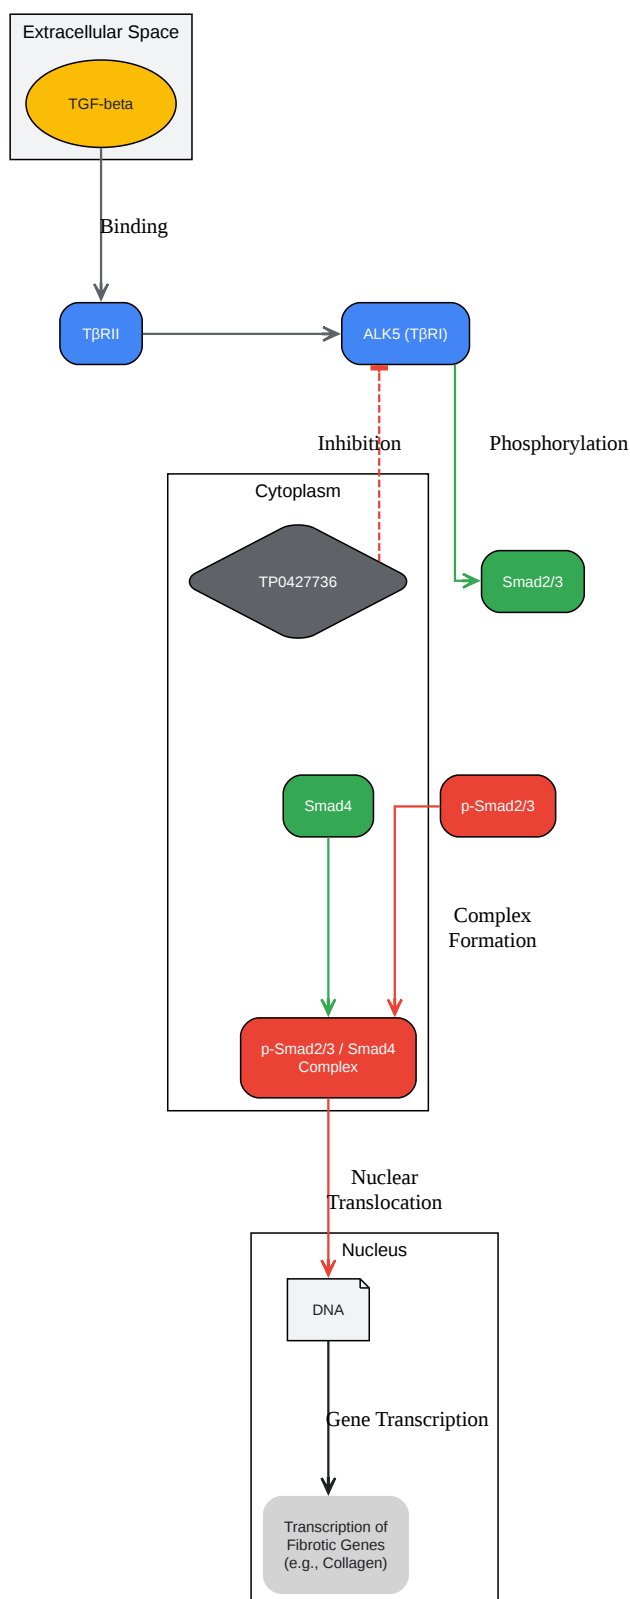 Extracellular Space
TGF-beta
Binding
TβRII
ALK5 (TβRI)
Inhibition
Phosphorylation
Cytoplasm
TP0427736
Smad2/3
Smad4
p-Smad2/3
Complex
Formation
p-Smad2/3 / Smad4
Complex
Nuclear
Translocation
Nucleus
DNA
Gene Transcription
Transcription of
Fibrotic Genes
(e.g., Collagen)